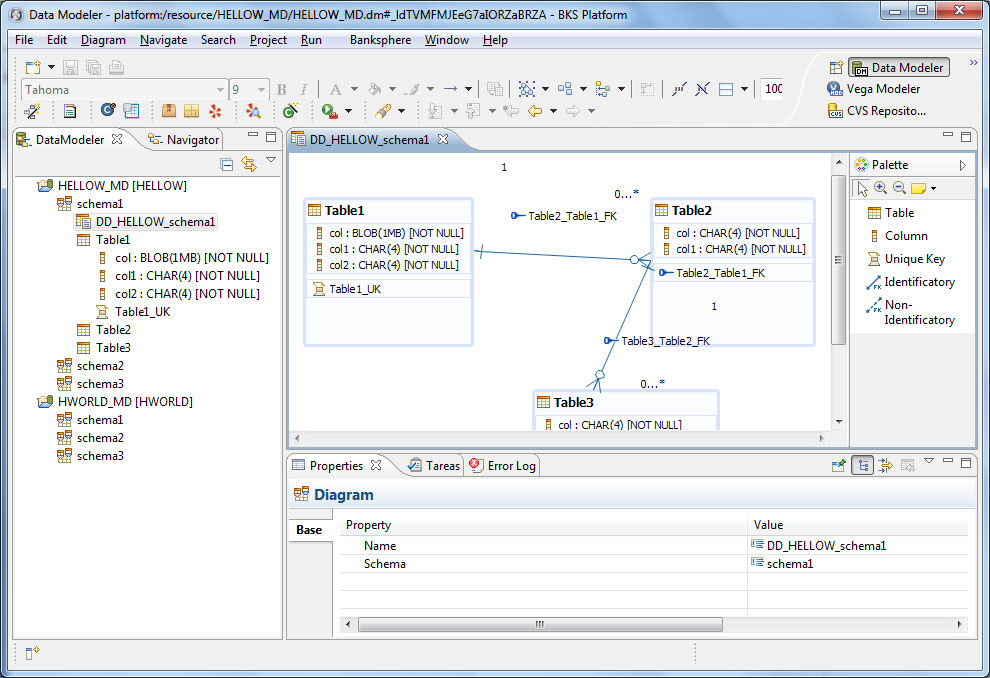 Data Modeler - platform:/resource/HELLOW_MD/HELLOW_MD.dm#_IdTVMFMJEeG7aIORZaBRZA - BKS Platform
File Edit Diagram Navigate Search Project Run Banksphere Window Help
Tahoma 9 B I A 100
Data Modeler
Vega Modeler
CVS Reposito...
DataModeler Navigator
HELLOW_MD [HELLOW]
schema1
DD_HELLOW_schema1
Table1
col : BLOB(1MB) [NOT NULL]
col1 : CHAR(4) [NOT NULL]
col2 : CHAR(4) [NOT NULL]
Table1_UK
Table2
Table3
schema2
schema3
HWORLD_MD [HWORLD]
schema1
schema2
schema3
DD_HELLOW_schema1
1
0...*
Table2_Table1_FK
Table1
col : BLOB(1MB) [NOT NULL]
col1 : CHAR(4) [NOT NULL]
col2 : CHAR(4) [NOT NULL]
Table1_UK
Table2
col : CHAR(4) [NOT NULL]
col1 : CHAR(4) [NOT NULL]
Table2_Table1_FK
1
Table3_Table2_FK
0...*
Table3
col : CHAR(4) [NOT NULL]
Palette
Table
Column
Unique Key
Identificatory
Non-
Identificatory
Properties Tareas Error Log
Diagram
Base
Property Value
Name DD_HELLOW_schema1
Schema schema1